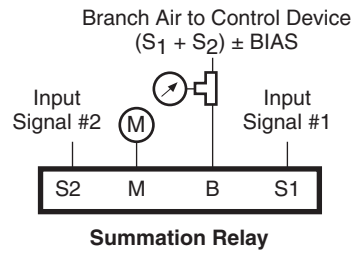 Branch Air to Control Device
(S1 + S2) ± BIAS
Input
Signal #2
M
Input
Signal #1
S2 M B S1
Summation Relay